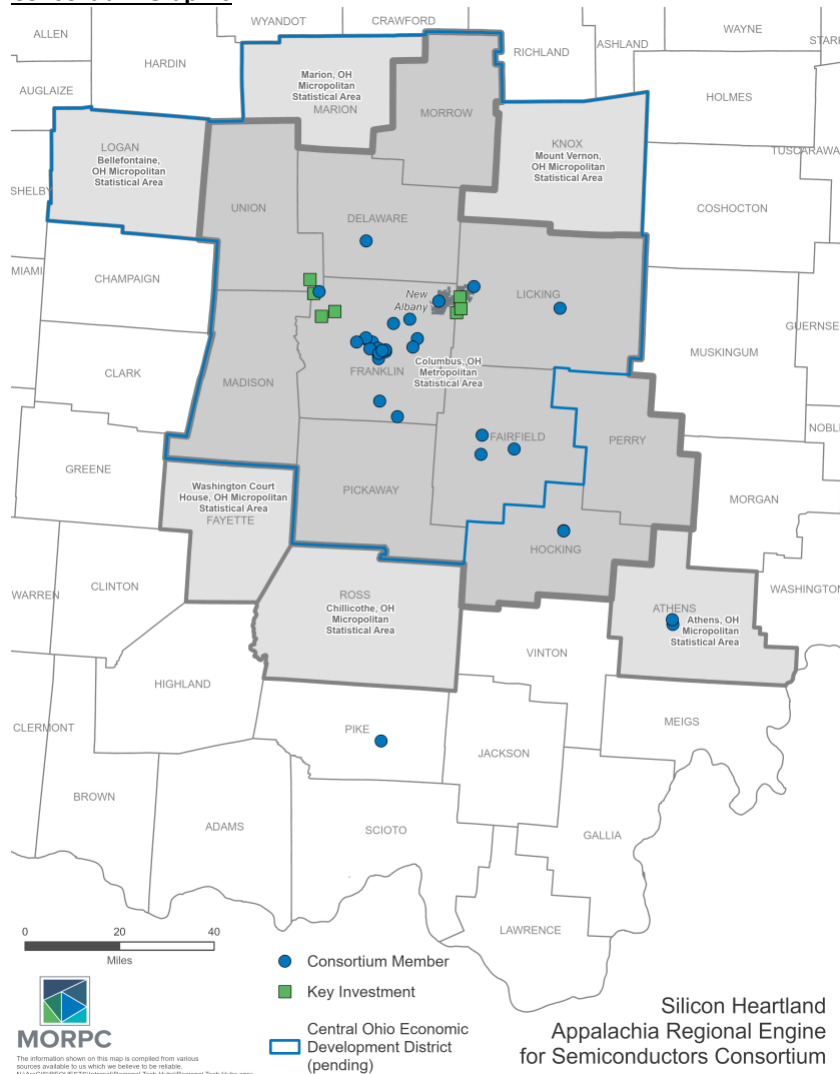 WYANDOT
CRAWFORD
ALLEN
WAYNE
STARK
HARDIN
RICHLAND
ASHLAND
Marion, OH
Micropolitan
Statistical Area
MARION
AUGLAIZE
HOLMES
MORROW
LOGAN
Bellefontaine,
OH Micropolitan
Statistical Area
KNOX
Mount Vernon,
OH Micropolitan
Statistical Area
TUSCARAWA
SHELBY
UNION
DELAWARE
COSHOCTON
MIAMI
CHAMPAIGN
New
Albany
LICKING
GUERNSE
MUSKINGUM
CLARK
MADISON
FRANKLIN
Columbus, OH
Metropolitan
Statistical Area
NOBL
GREENE
FAIRFIELD
PERRY
Washington Court
House, OH Micropolitan
Statistical Area
FAYETTE
PICKAWAY
MORGAN
HOCKING
WARREN
CLINTON
WASHINGTON
ROSS
Chillicothe, OH
Micropolitan
Statistical Area
ATHENS
Athens, OH
Micropolitan
Statistical Area
VINTON
HIGHLAND
CLERMONT
PIKE
MEIGS
JACKSON
BROWN
ADAMS
SCIOTO
GALLIA
LAWRENCE
0 20 40
Miles
Consortium Member
Key Investment
Central Ohio Economic
Development District
(pending)
MORPC
The information shown on this map is compiled from various
sources available to us which we believe to be reliable.
Silicon Heartland
Appalachia Regional Engine
for Semiconductors Consortium